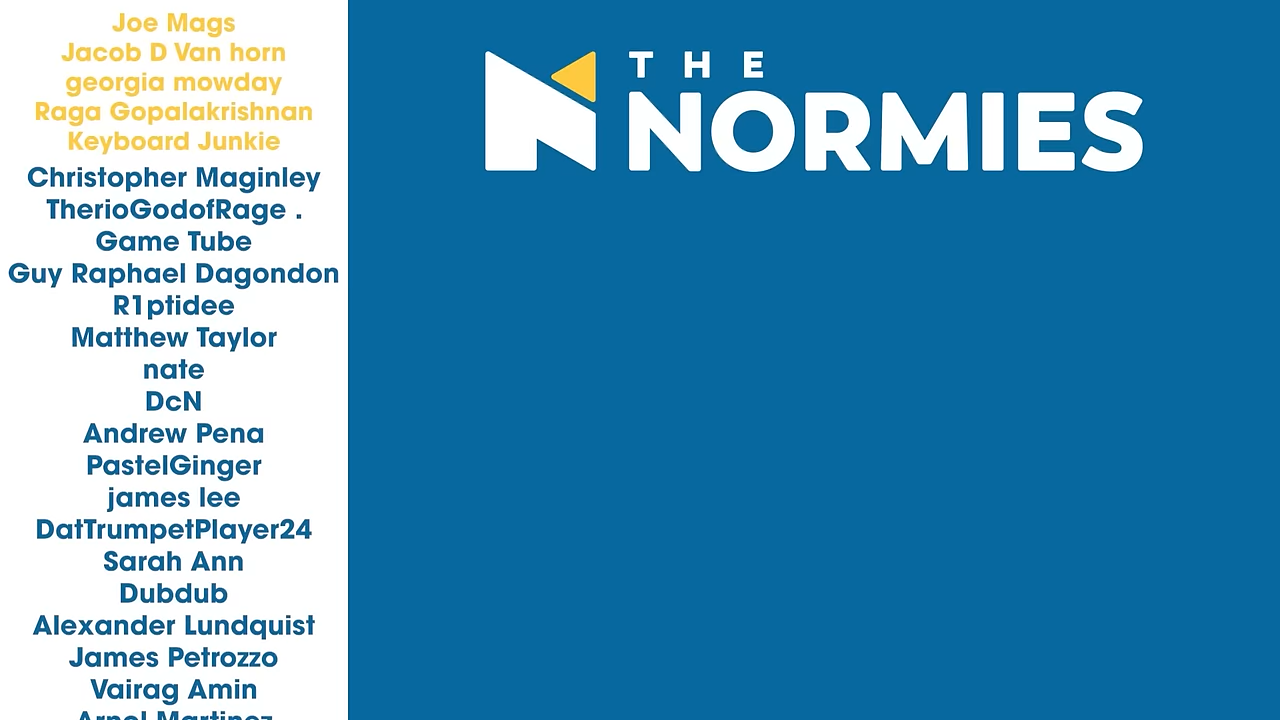 Joe Mags
Jacob D Van horn
georgia mowday
Raga Gopalakrishnan
Keyboard Junkie
Christopher Maginley
TherioGodofRage .
Game Tube
Guy Raphael Dagondon
R1ptidee
Matthew Taylor
nate
DcN
Andrew Pena
PastelGinger
james lee
DatTrumpetPlayer24
Sarah Ann
Dubdub
Alexander Lundquist
James Petrozzo
Vairag Amin
Arnel Martinez
THE
NORMIES